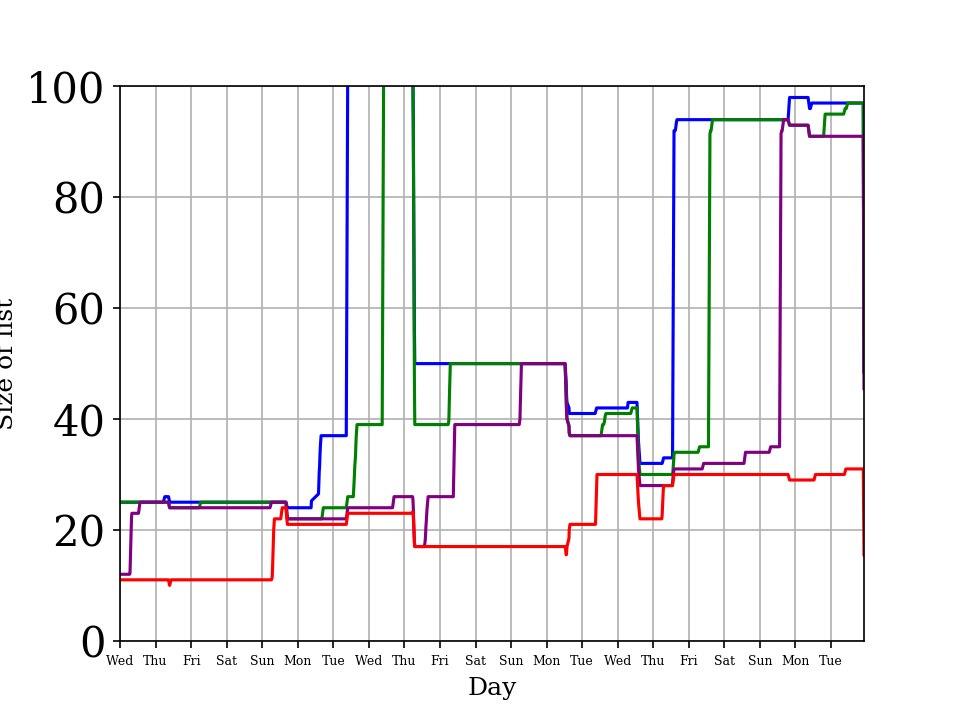 100
80
60
40
20
0
Size of list
Wed Thu Fri Sat Sun Mon Tue Wed Thu Fri Sat Sun Mon Tue Wed Thu Fri Sat Sun Mon Tue
Day